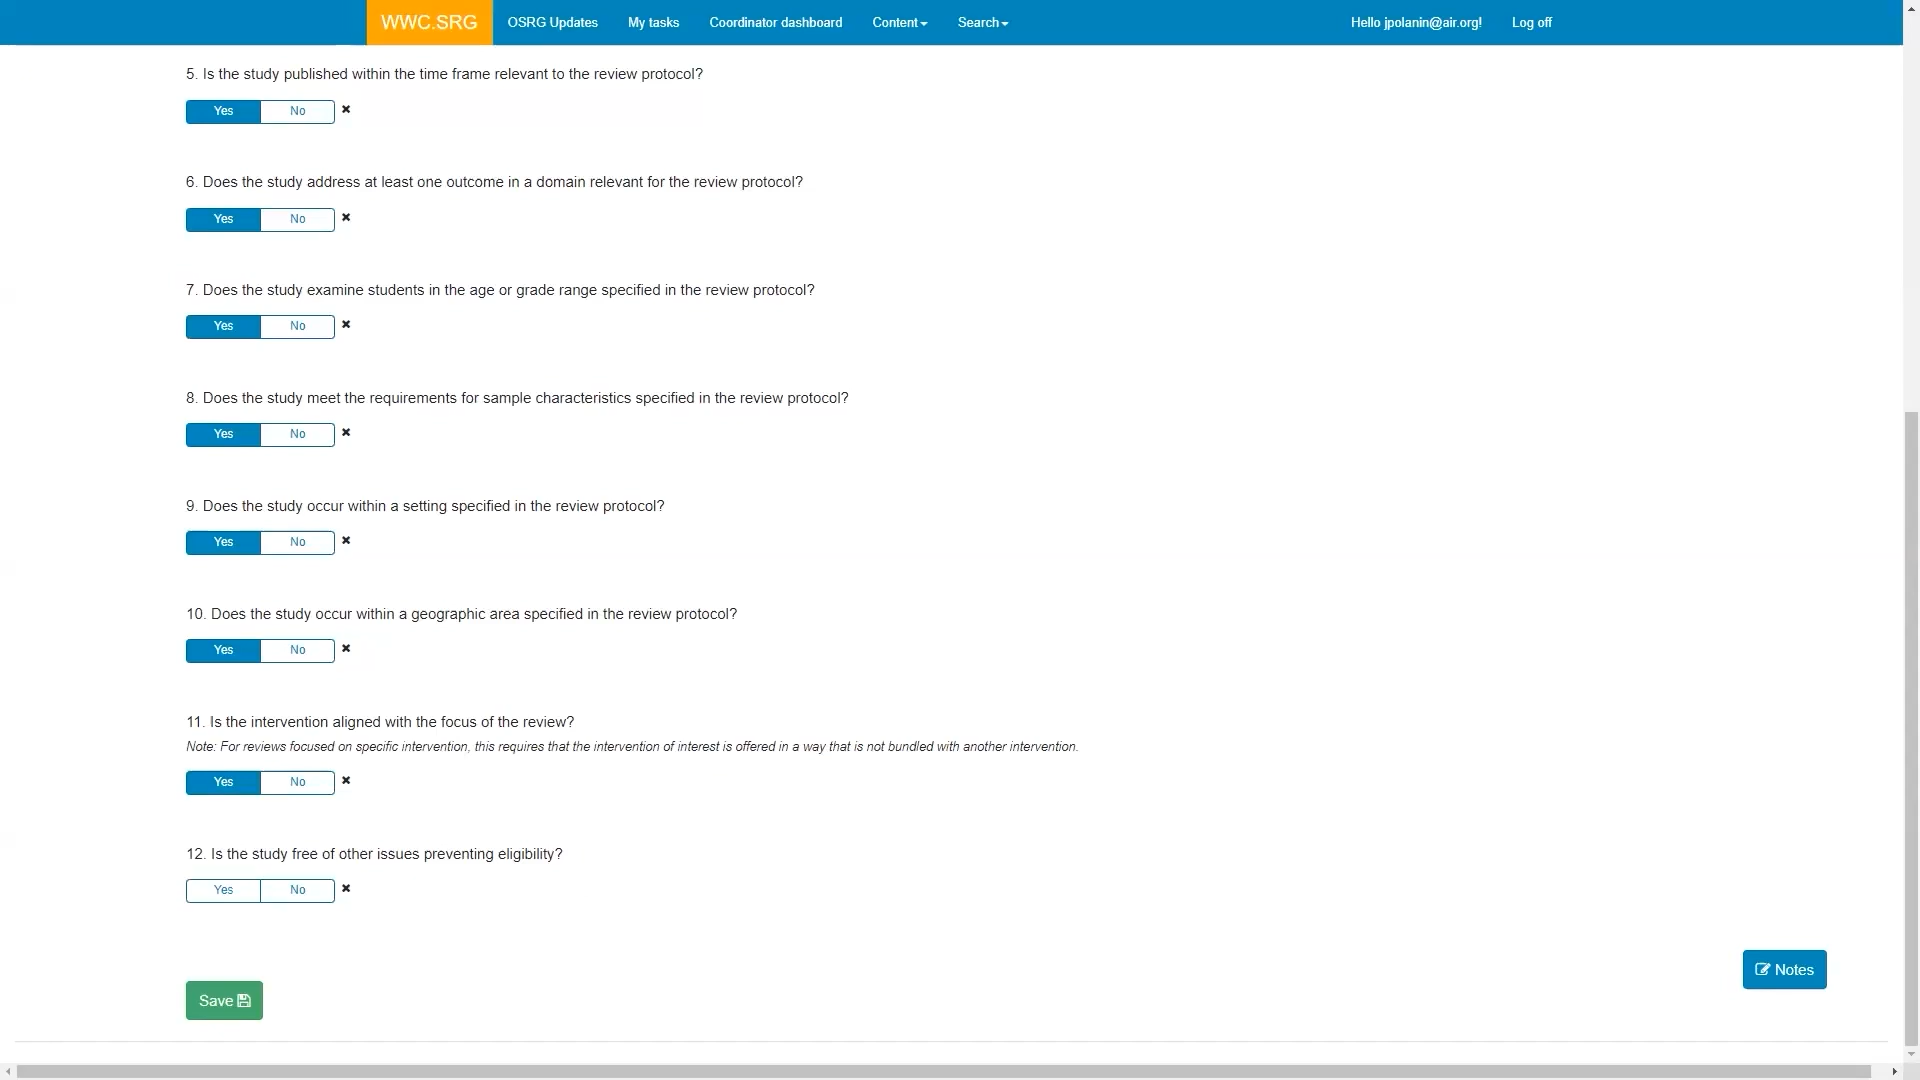 WWC.SRG OSRG Updates My tasks Coordinator dashboard Content Search Hello jpolanin@air.org! Log off
5. Is the study published within the time frame relevant to the review protocol?
Yes No
6. Does the study address at least one outcome in a domain relevant for the review protocol?
Yes No
7. Does the study examine students in the age or grade range specified in the review protocol?
Yes No
8. Does the study meet the requirements for sample characteristics specified in the review protocol?
Yes No
9. Does the study occur within a setting specified in the review protocol?
Yes No
10. Does the study occur within a geographic area specified in the review protocol?
Yes No
11. Is the intervention aligned with the focus of the review?
Note: For reviews focused on specific intervention, this requires that the intervention of interest is offered in a way that is not bundled with another intervention.
Yes No
12. Is the study free of other issues preventing eligibility?
Yes No
Notes
Save